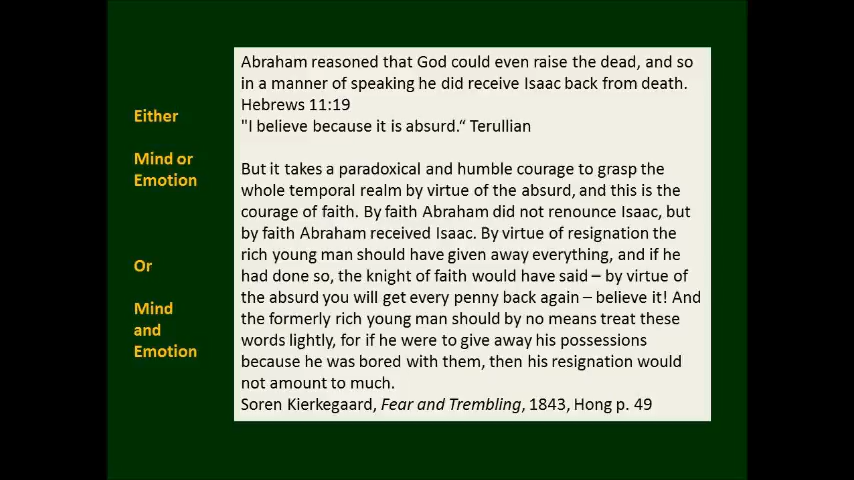 Either
Mind or
Emotion
Or
Mind
and
Emotion
Abraham reasoned that God could even raise the dead, and so
in a manner of speaking he did receive Isaac back from death.
Hebrews 11:19
"I believe because it is absurd.“ Terullian
But it takes a paradoxical and humble courage to grasp the
whole temporal realm by virtue of the absurd, and this is the
courage of faith. By faith Abraham did not renounce Isaac, but
by faith Abraham received Isaac. By virtue of resignation the
rich young man should have given away everything, and if he
had done so, the knight of faith would have said – by virtue of
the absurd you will get every penny back again – believe it! And
the formerly rich young man should by no means treat these
words lightly, for if he were to give away his possessions
because he was bored with them, then his resignation would
not amount to much.
Soren Kierkegaard, Fear and Trembling, 1843, Hong p. 49